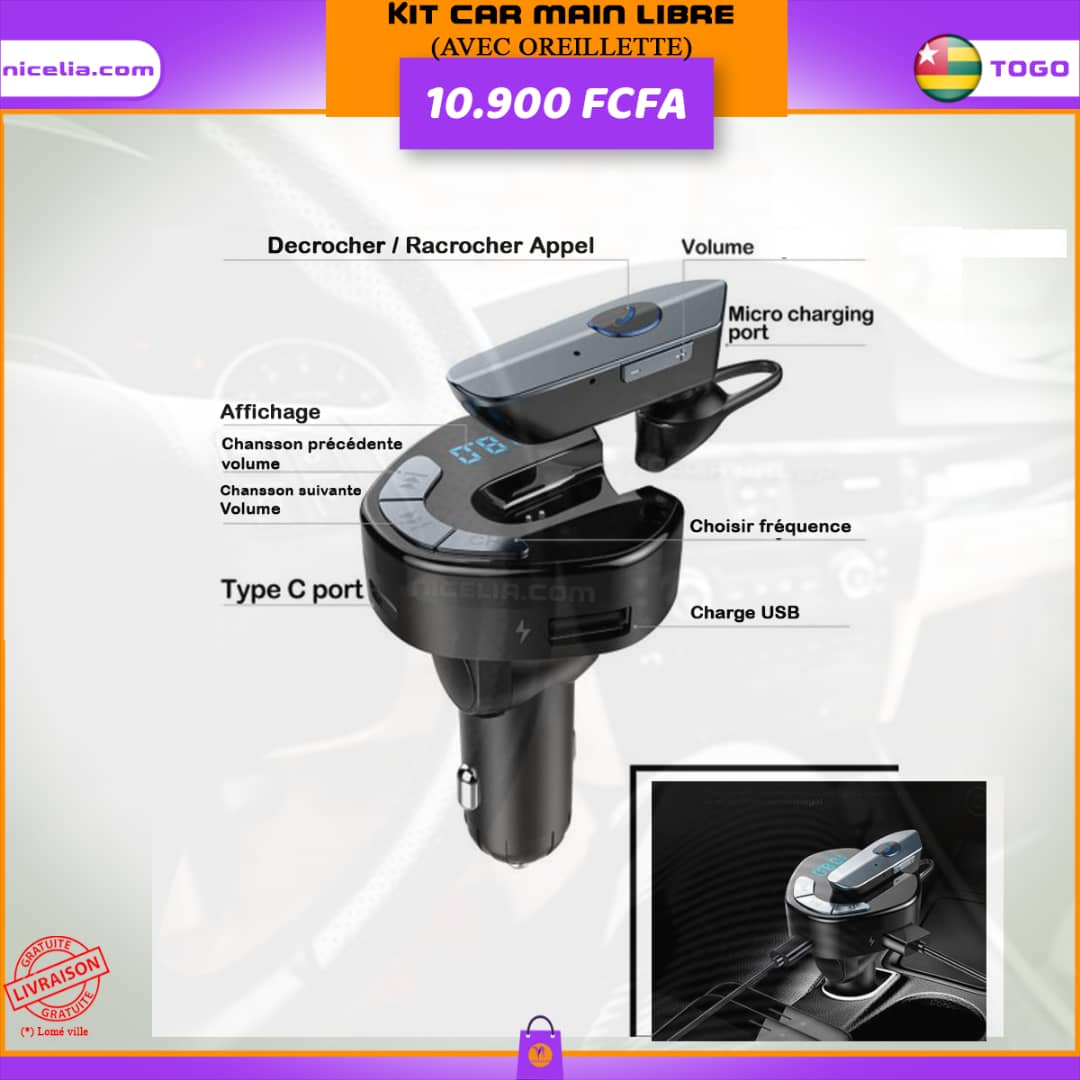 KIT CAR MAIN LIBRE
(AVEC OREILLETTE)
nicelia.com
TOGO
10.900 FCFA
Decrocher / Racrocher Appel
Volume
Micro charging
port
Affichage
Chansson précédente
volume
Chansson suivante
Volume
Choisir fréquence
CH
NICELIA.COM
Type C port
Charge USB
GRATUITE
LIVRAISON
GRATUITE
(*) Lomé ville